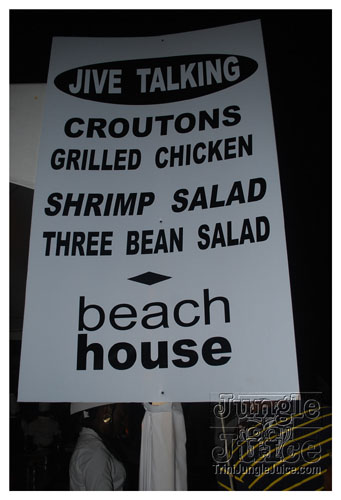 JIVE TALKING
CROUTONS
GRILLED CHICKEN
SHRIMP SALAD
THREE BEAN SALAD
beach
house
Jungle
Juice
TriniJungleJuice.com